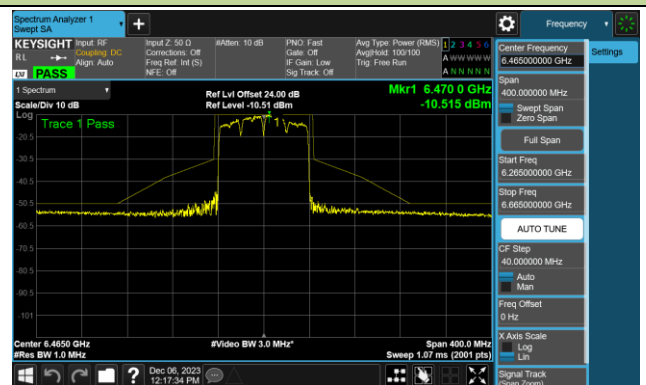 Spectrum Analyzer 1
Swept SA
Frequency
KEYSIGHT
Input: RF
Coupling: DC
Align: Auto
Input Z: 50 Ω
Corrections: Off
Freq Ref: Int (S)
NFE: Off
#Atten: 10 dB
PNO: Fast
Gate: Off
IF Gain: Low
Sig Track: Off
Avg Type: Power (RMS)
Avg|Hold: 100/100
Trig: Free Run
1 2 3 4 5 6
A W W W W W
A N N N N N
R L
LXI
PASS
1 Spectrum
Scale/Div 10 dB
Ref Lvl Offset 24.00 dB
Ref Level -10.51 dBm
Mkr1 6.470 0 GHz
-10.515 dBm
Log
Trace 1 Pass
1
-20.5
-30.5
-40.5
-50.5
-60.5
-70.5
-80.5
-90.5
-101
Center 6.4650 GHz
#Res BW 1.0 MHz
#Video BW 3.0 MHz*
Span 400.0 MHz
Sweep 1.07 ms (2001 pts)
Dec 06, 2023
12:17:34 PM
Center Frequency
6.465000000 GHz
Settings
Span
400.000000 MHz
Swept Span
Zero Span
Full Span
Start Freq
6.265000000 GHz
Stop Freq
6.665000000 GHz
AUTO TUNE
CF Step
40.000000 MHz
Auto
Man
Freq Offset
0 Hz
X Axis Scale
Log
Lin
Signal Track
(Span Zoom)